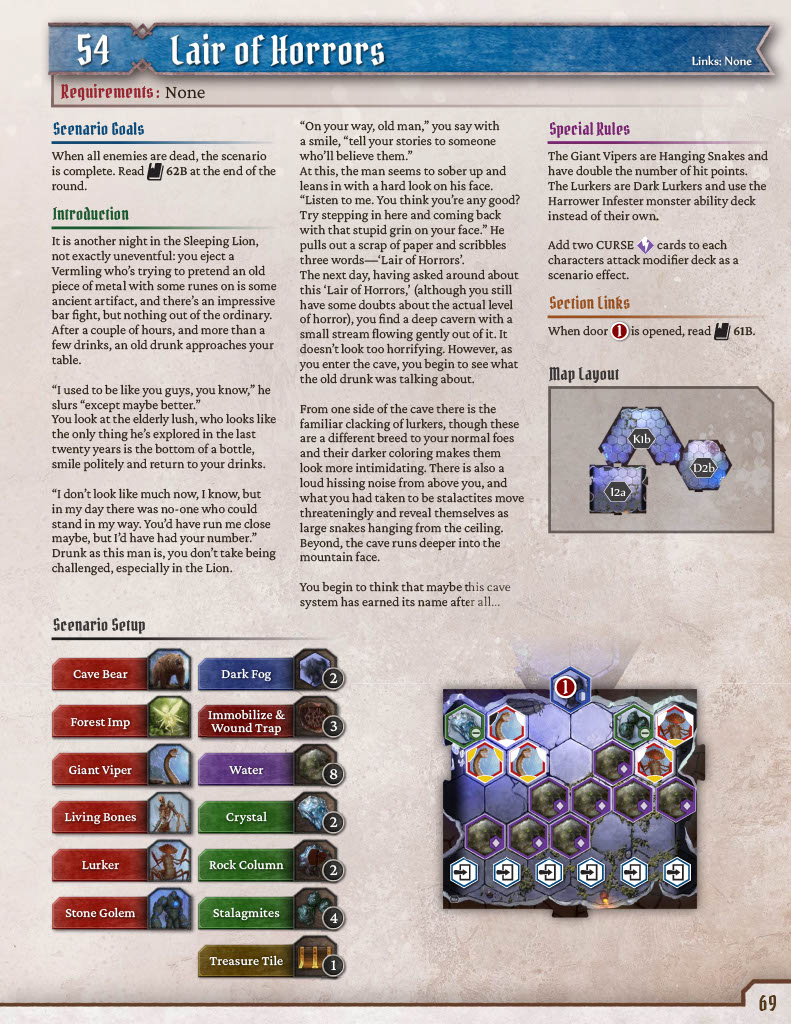 54 Lair of Horrors
Links: None
Requirements: None
Scenario Goals
When all enemies are dead, the scenario
is complete. Read 62B at the end of the
round.
Introduction
It is another night in the Sleeping Lion,
not exactly uneventful: you eject a
Vermling who's trying to pretend an old
piece of metal with some runes on is some
ancient artifact, and there's an impressive
bar fight, but nothing out of the ordinary.
After a couple of hours, and more than a
few drinks, an old drunk approaches your
table.
"I used to be like you guys, you know," he
slurs "except maybe better."
You look at the elderly lush, who looks like
the only thing he's explored in the last
twenty years is the bottom of a bottle,
smile politely and return to your drinks.
"I don't look like much now, I know, but
in my day there was no-one who could
stand in my way. You'd have run me close
maybe, but I'd have had your number."
Drunk as this man is, you don't take being
challenged, especially in the Lion.
"On your way, old man," you say with
a smile, "tell your stories to someone
who'll believe them."
At this, the man seems to sober up and
leans in with a hard look on his face.
"Listen to me. You think you're any good?
Try stepping in here and coming back
with that stupid grin on your face." He
pulls out a scrap of paper and scribbles
three words—'Lair of Horrors'.
The next day, having asked around about
this 'Lair of Horrors,' (although you still
have some doubts about the actual level
of horror), you find a deep cavern with a
small stream flowing gently out of it. It
doesn't look too horrifying. However, as
you enter the cave, you begin to see what
the old drunk was talking about.
From one side of the cave there is the
familiar clacking of lurkers, though these
are a different breed to your normal foes
and their darker coloring makes them
look more intimidating. There is also a
loud hissing noise from above you, and
what you had taken to be stalactites move
threateningly and reveal themselves as
large snakes hanging from the ceiling.
Beyond, the cave runs deeper into the
mountain face.
You begin to think that maybe this cave
system has earned its name after all...
Special Rules
The Giant Vipers are Hanging Snakes and
have double the number of hit points.
The Lurkers are Dark Lurkers and use the
Harrower Infester monster ability deck
instead of their own.
Add two CURSE cards to each
characters attack modifier deck as a
scenario effect.
Section Links
When door 1 is opened, read 61B.
Map Layout
K1b
D2b
I2a
Scenario Setup
Cave Bear
Forest Imp
Giant Viper
Living Bones
Lurker
Stone Golem
Dark Fog 2
Immobilize &
Wound Trap 3
Water 8
Crystal 2
Rock Column 2
Stalagmites 4
Treasure Tile 1
1
69